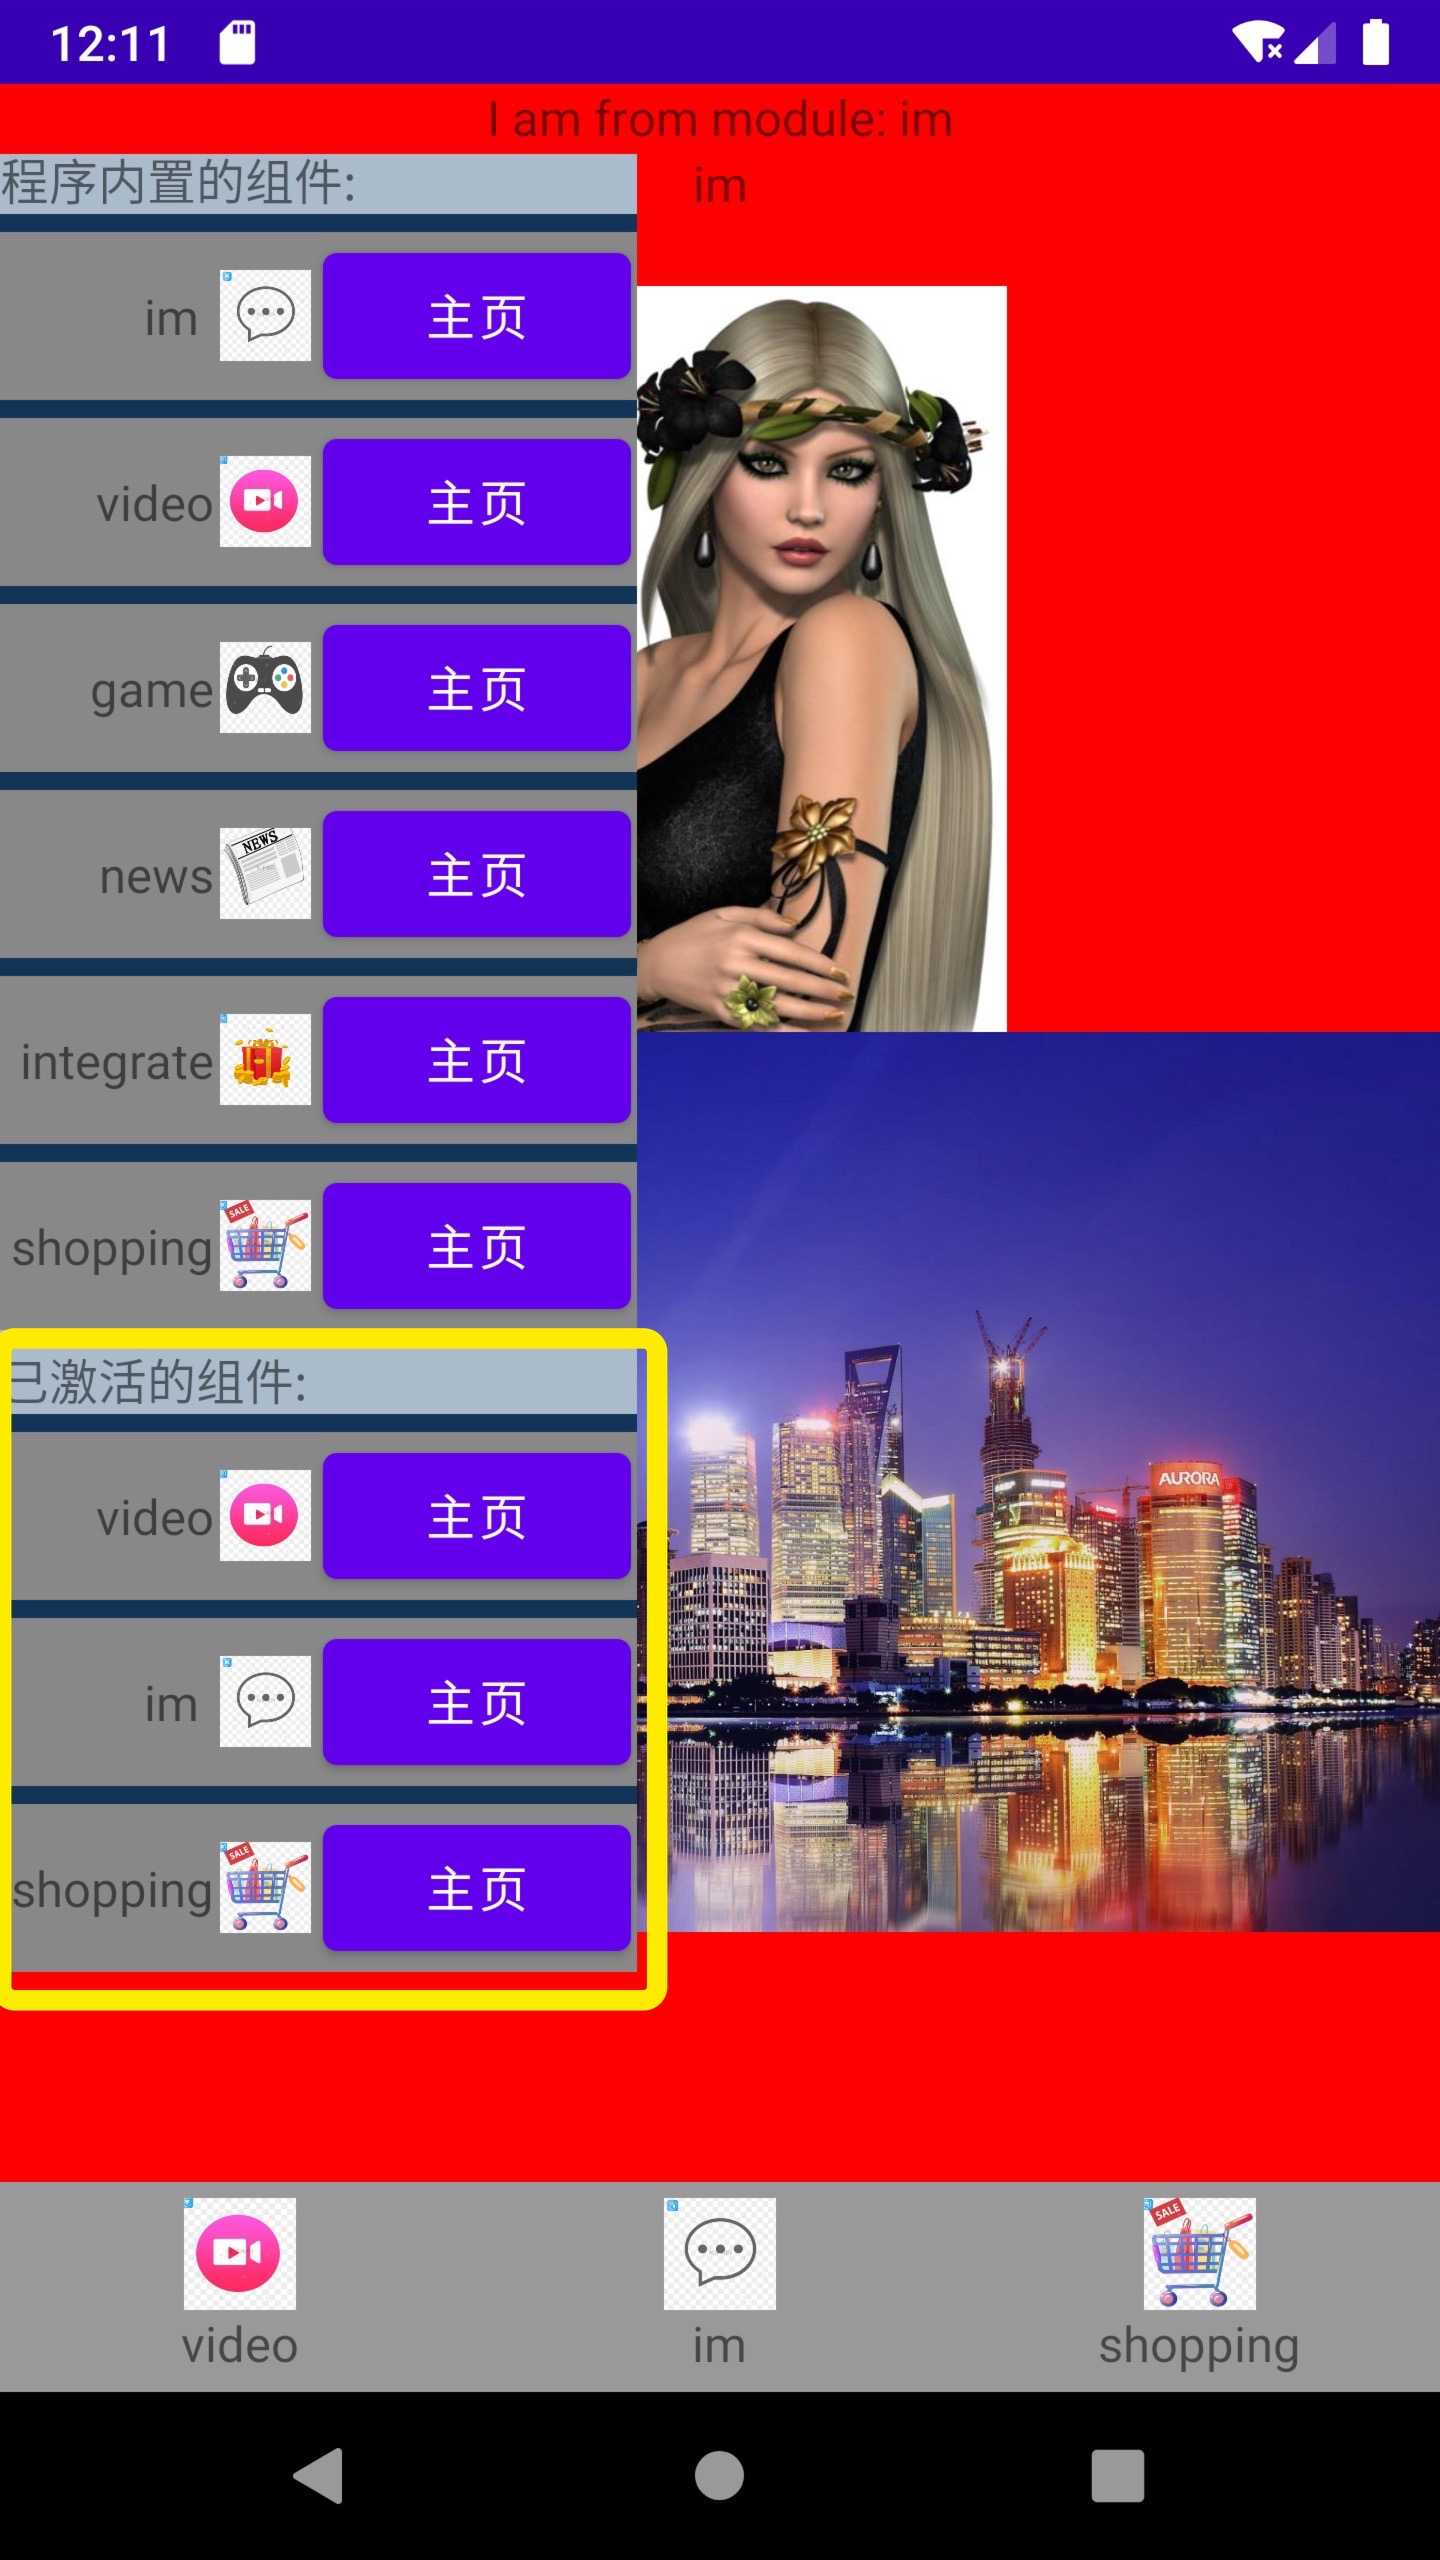 12:11
I am from module: im
im
程序内置的组件:
im 主页
video 主页
game 主页
NEWS
news 主页
integrate 主页
SALE
shopping 主页
已激活的组件:
AURORA
video 主页
im 主页
SALE
shopping 主页
SALE
video im shopping